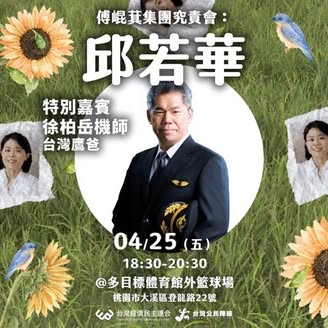 傅崐萁集團究責會：
邱若華
特別嘉賓
徐柏岳機師
台灣鷹爸
04/25（五）
18:30-20:30
@多目標體育館外籃球場
桃園市大溪區登龍路22號
台灣經濟民主連合
台灣公民陣線